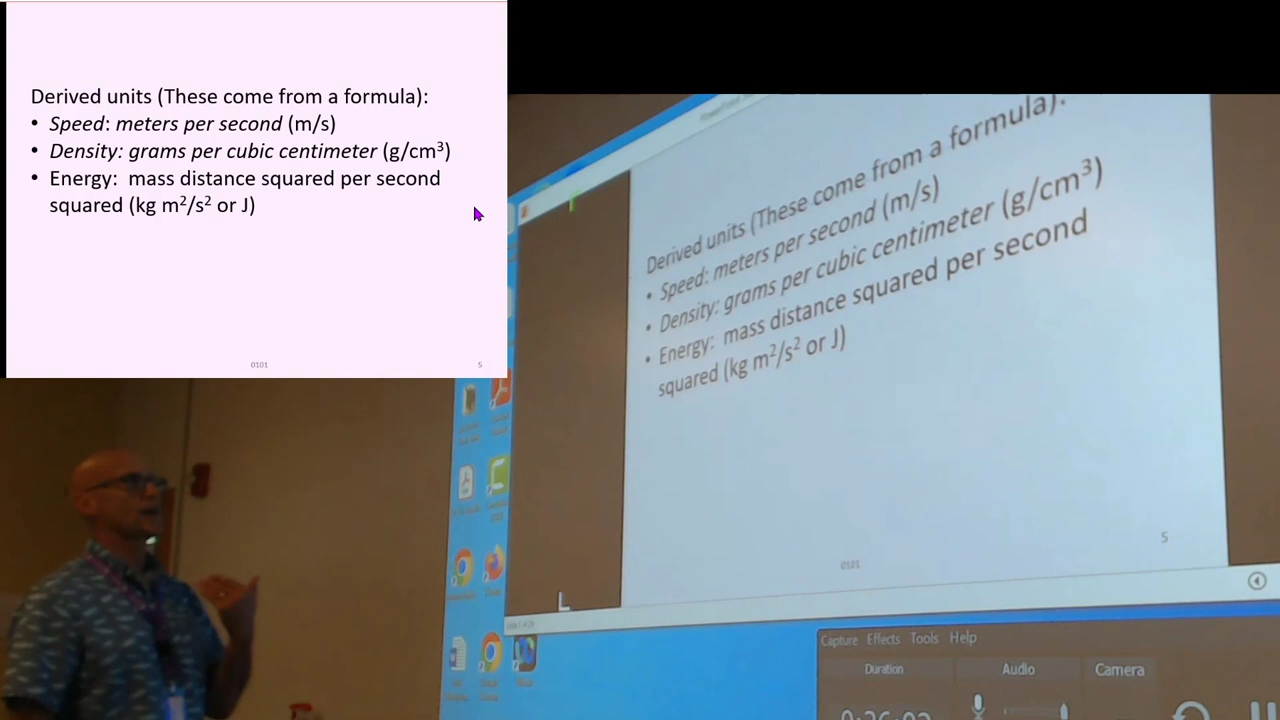 Derived units (These come from a formula):
• Speed: meters per second (m/s)
• Density: grams per cubic centimeter (g/cm³)
• Energy: mass distance squared per second
squared (kg m²/s² or J)
0101
5
Derived units (These come from a formula):
• Speed: meters per second (m/s)
• Density: grams per cubic centimeter (g/cm³)
• Energy: mass distance squared per second
squared (kg m²/s² or J)
0101
5
Capture Effects Tools Help
Duration Audio Camera